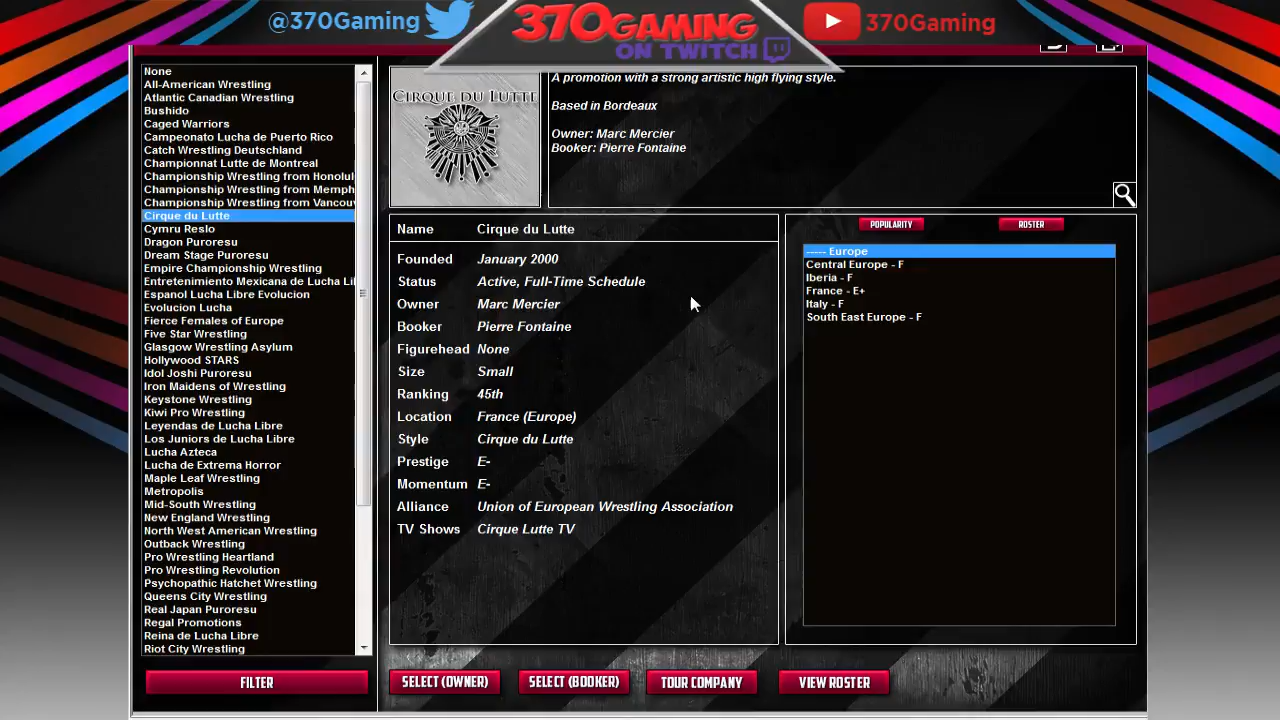 @370Gaming
370GAMING
ON TWITCH
370Gaming
None
All-American Wrestling
Atlantic Canadian Wrestling
Bushido
Caged Warriors
Campeonato Lucha de Puerto Rico
Catch Wrestling Deutschland
Championnat Lutte de Montreal
Championship Wrestling from Honolul
Championship Wrestling from Memph
Championship Wrestling from Vancou
Cirque du Lutte
Cymru Reslo
Dragon Puroresu
Dream Stage Puroresu
Empire Championship Wrestling
Entretenimiento Mexicana de Lucha Li
Espanol Lucha Libre Evolucion
Evolucion Lucha
Fierce Females of Europe
Five Star Wrestling
Glasgow Wrestling Asylum
Hollywood STARS
Idol Joshi Puroresu
Iron Maidens of Wrestling
Keystone Wrestling
Kiwi Pro Wrestling
Leyendas de Lucha Libre
Los Juniors de Lucha Libre
Lucha Azteca
Lucha de Extrema Horror
Maple Leaf Wrestling
Metropolis
Mid-South Wrestling
New England Wrestling
North West American Wrestling
Outback Wrestling
Pro Wrestling Heartland
Pro Wrestling Revolution
Psychopathic Hatchet Wrestling
Queens City Wrestling
Real Japan Puroresu
Regal Promotions
Reina de Lucha Libre
Riot City Wrestling
FILTER
CIRQUE DU LUTTE
A promotion with a strong artistic high flying style.
Based in Bordeaux
Owner: Marc Mercier
Booker: Pierre Fontaine
Name Cirque du Lutte
Founded January 2000
Status Active, Full-Time Schedule
Owner Marc Mercier
Booker Pierre Fontaine
Figurehead None
Size Small
Ranking 45th
Location France (Europe)
Style Cirque du Lutte
Prestige E-
Momentum E-
Alliance Union of European Wrestling Association
TV Shows Cirque Lutte TV
POPULARITY ROSTER
----- Europe
Central Europe - F
Iberia - F
France - E+
Italy - F
South East Europe - F
SELECT (OWNER) SELECT (BOOKER) TOUR COMPANY VIEW ROSTER